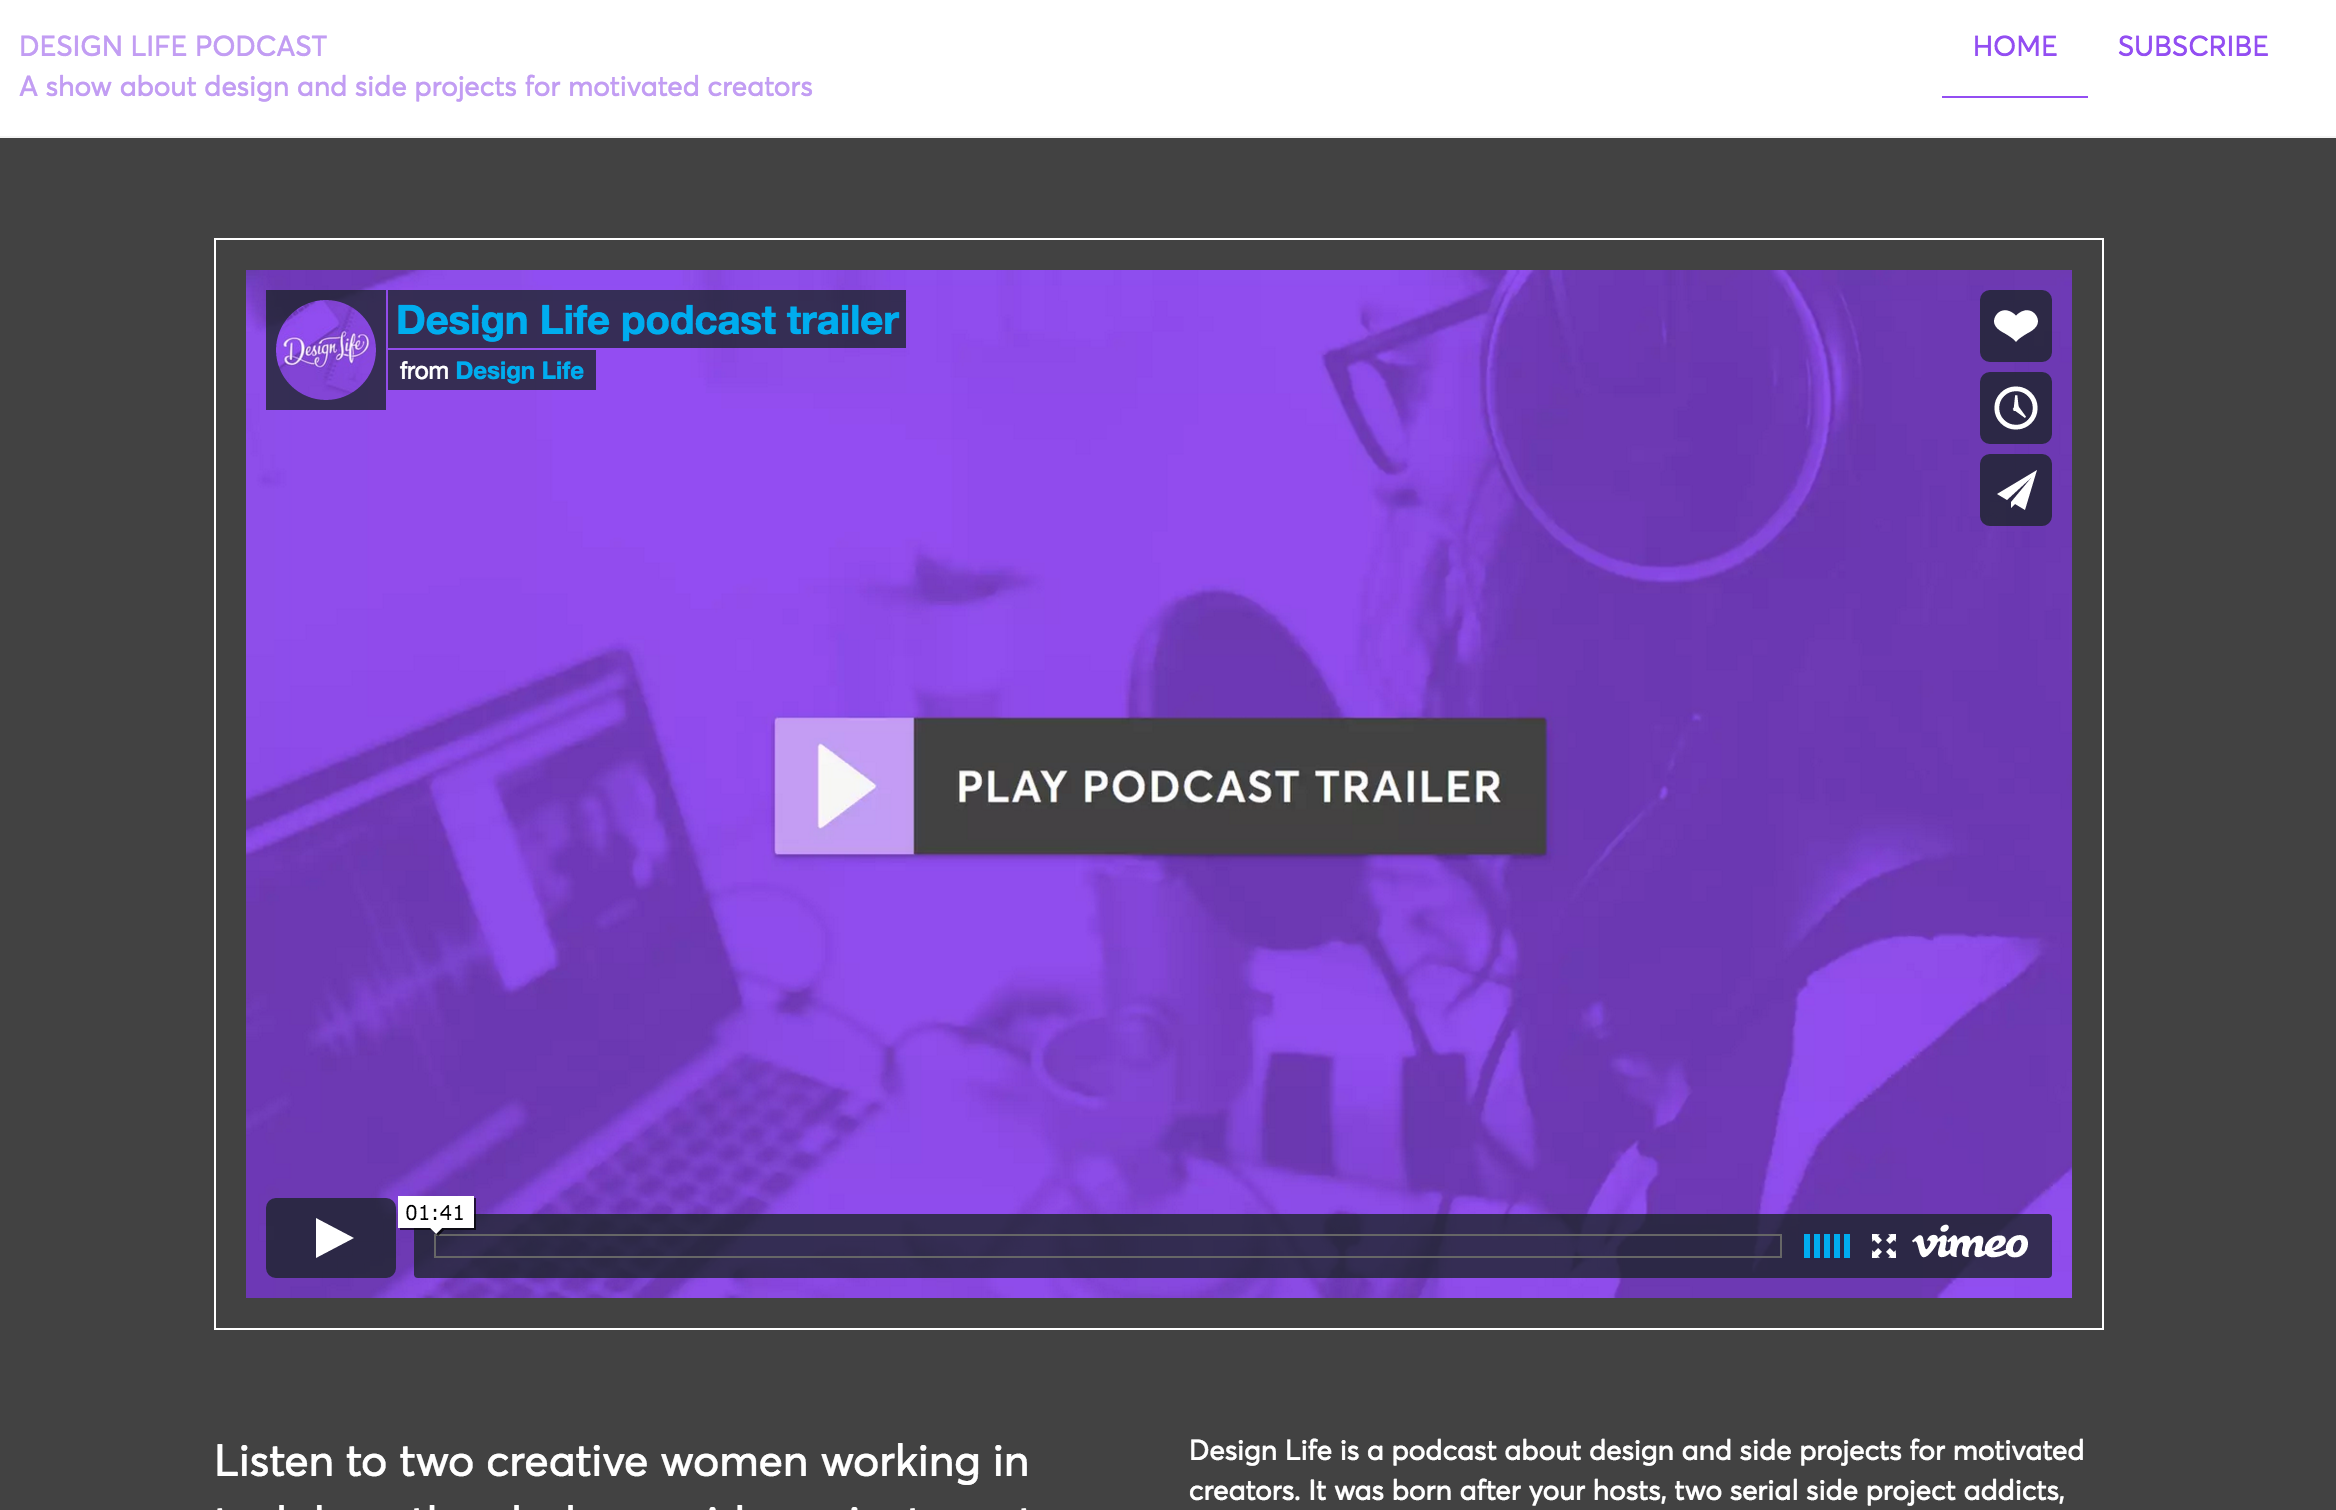 DESIGN LIFE PODCAST
A show about design and side projects for motivated creators
HOME
SUBSCRIBE
Design Life
Design Life podcast trailer
from Design Life
PLAY PODCAST TRAILER
01:41
vimeo
Listen to two creative women working in
Design Life is a podcast about design and side projects for motivated
creators. It was born after your hosts, two serial side project addicts,